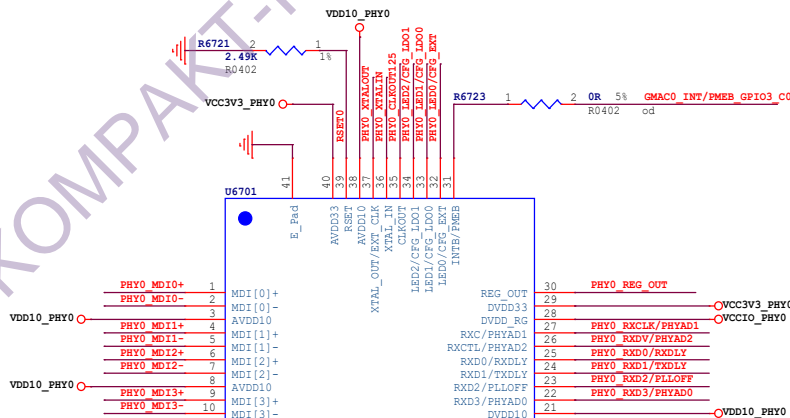 VDD10_PHY0
R6721 2 1
2.49K 1%
R0402
VCC3V3_PHY0
RSET0
PHY0_XTALOUT
PHY0_XTALIN
PHY0_CLKOUT125
PHY0_LED2/CFG_LDO1
PHY0_LED1/CFG_LDO0
PHY0_LED0/CFG_EXT
R6723 1 2 0R 5% GMAC0_INT/PMEB_GPIO3_C0
R0402 od
KOMPAKT-
41 40 39 38 37 36 35 34 33 32 31
U6701
E_Pad
AVDD33
RSET
AVDD10
XTAL_OUT/EXT_CLK
XTAL_IN
CLKOUT
LED2/CFG_LDO1
LED1/CFG_LDO0
LED0/CFG_EXT
INTB/PMEB
PHY0_MDI0+ 1 MDI[0]+
PHY0_MDI0- 2 MDI[0]-
VDD10_PHY0 3 AVDD10
PHY0_MDI1+ 4 MDI[1]+
PHY0_MDI1- 5 MDI[1]-
PHY0_MDI2+ 6 MDI[2]+
PHY0_MDI2- 7 MDI[2]-
VDD10_PHY0 8 AVDD10
PHY0_MDI3+ 9 MDI[3]+
PHY0_MDI3- 10 MDI[3]-
REG_OUT 30 PHY0_REG_OUT
DVDD33 29 VCC3V3_PHY0
DVDD_RG 28 VCCIO_PHY0
RXC/PHYAD1 27 PHY0_RXCLK/PHYAD1
RXCTL/PHYAD2 26 PHY0_RXDV/PHYAD2
RXD0/RXDLY 25 PHY0_RXD0/RXDLY
RXD1/TXDLY 24 PHY0_RXD1/TXDLY
RXD2/PLLOFF 23 PHY0_RXD2/PLLOFF
RXD3/PHYAD0 22 PHY0_RXD3/PHYAD0
DVDD10 21 VDD10_PHY0